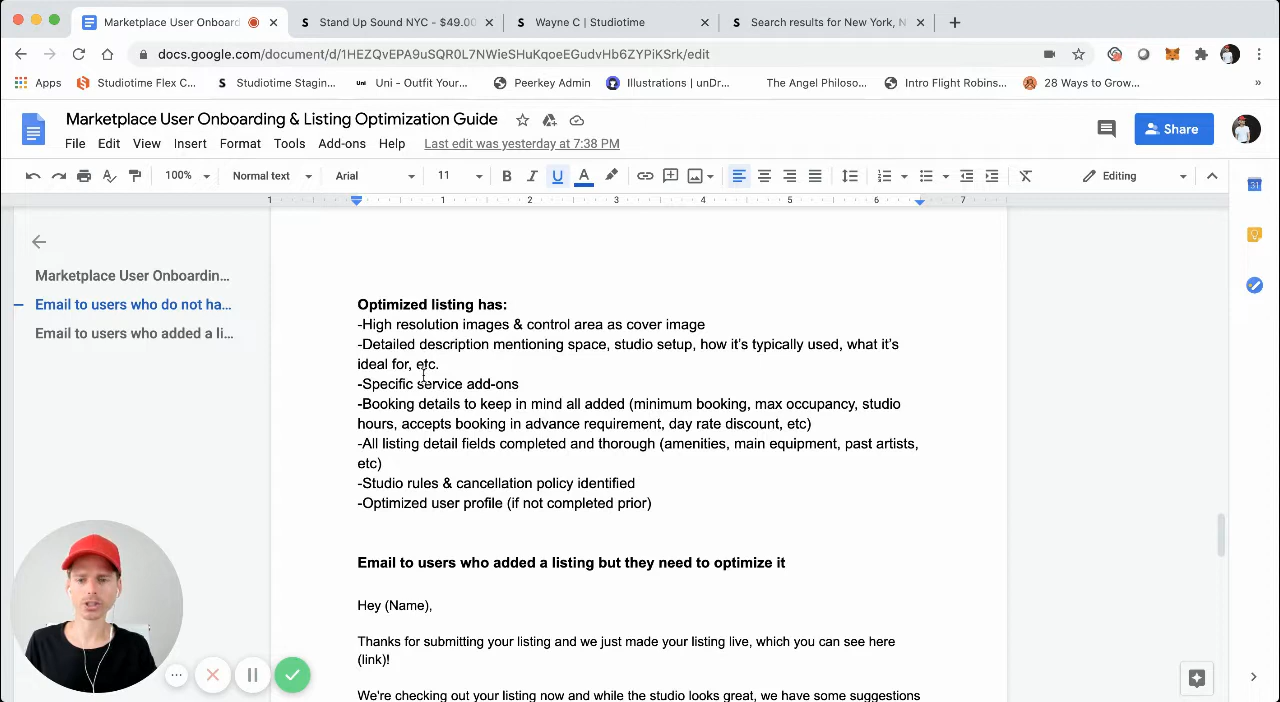 Marketplace User Onboard
Stand Up Sound NYC - $49.00
S
Wayne C | Studiotime
S
Search results for New York, N
docs.google.com/document/d/1HEZQvEPA9uSQR0L7NWieSHuKqoeEGudvHb6ZYPiKSrk/edit
Apps
Studiotime Flex C...
S
Studiotime Stagin...
Uni
Uni - Outfit Your...
Peerkey Admin
Illustrations | unDr...
The Angel Philoso...
Intro Flight Robins...
28 Ways to Grow...
»
Marketplace User Onboarding & Listing Optimization Guide
File Edit View Insert Format Tools Add-ons Help Last edit was yesterday at 7:38 PM
Share
100% Normal text Arial 11 B I U A Editing
1 1 2 3 4 5 6 7
31
Marketplace User Onboardin...
Email to users who do not ha...
Email to users who added a li...
Optimized listing has:
-High resolution images & control area as cover image
-Detailed description mentioning space, studio setup, how it's typically used, what it's
ideal for, etc.
-Specific service add-ons
-Booking details to keep in mind all added (minimum booking, max occupancy, studio
hours, accepts booking in advance requirement, day rate discount, etc)
-All listing detail fields completed and thorough (amenities, main equipment, past artists,
etc)
-Studio rules & cancellation policy identified
-Optimized user profile (if not completed prior)
Email to users who added a listing but they need to optimize it
Hey (Name),
Thanks for submitting your listing and we just made your listing live, which you can see here
(link)!
We're checking out your listing now and while the studio looks great, we have some suggestions